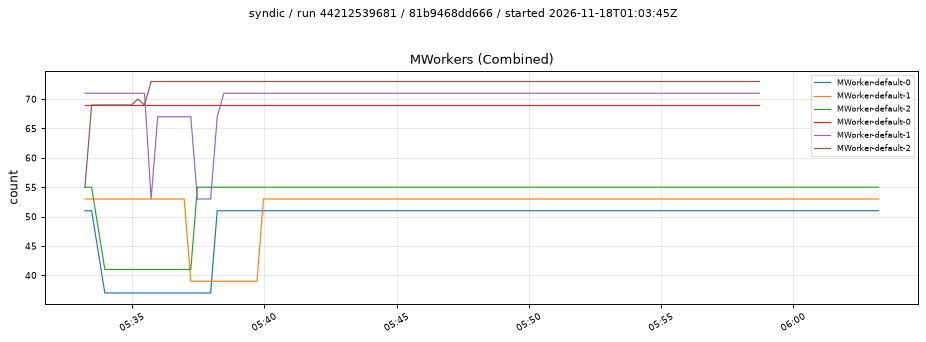 syndic / run 44212539681 / 81b9468dd666 / started 2026-11-18T01:03:45Z
MWorkers (Combined)
count
70
65
60
55
50
45
40
05:35
05:40
05:45
05:50
05:55
06:00
MWorker-default-0
MWorker-default-1
MWorker-default-2
MWorker-default-0
MWorker-default-1
MWorker-default-2